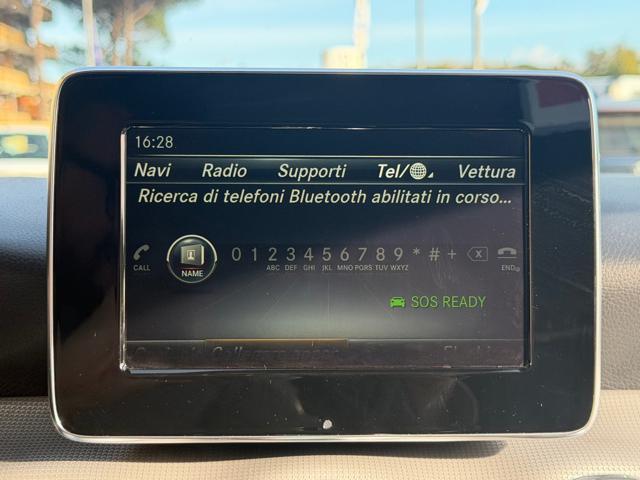 16:28
Navi Radio Supporti Tel/ Vettura
Ricerca di telefoni Bluetooth abilitati in corso...
0 1 2 3 4 5 6 7 8 9 * # +
CALL NAME ABC DEF GHI JKL MNO PQRS TUV WXYZ END
SOS READY